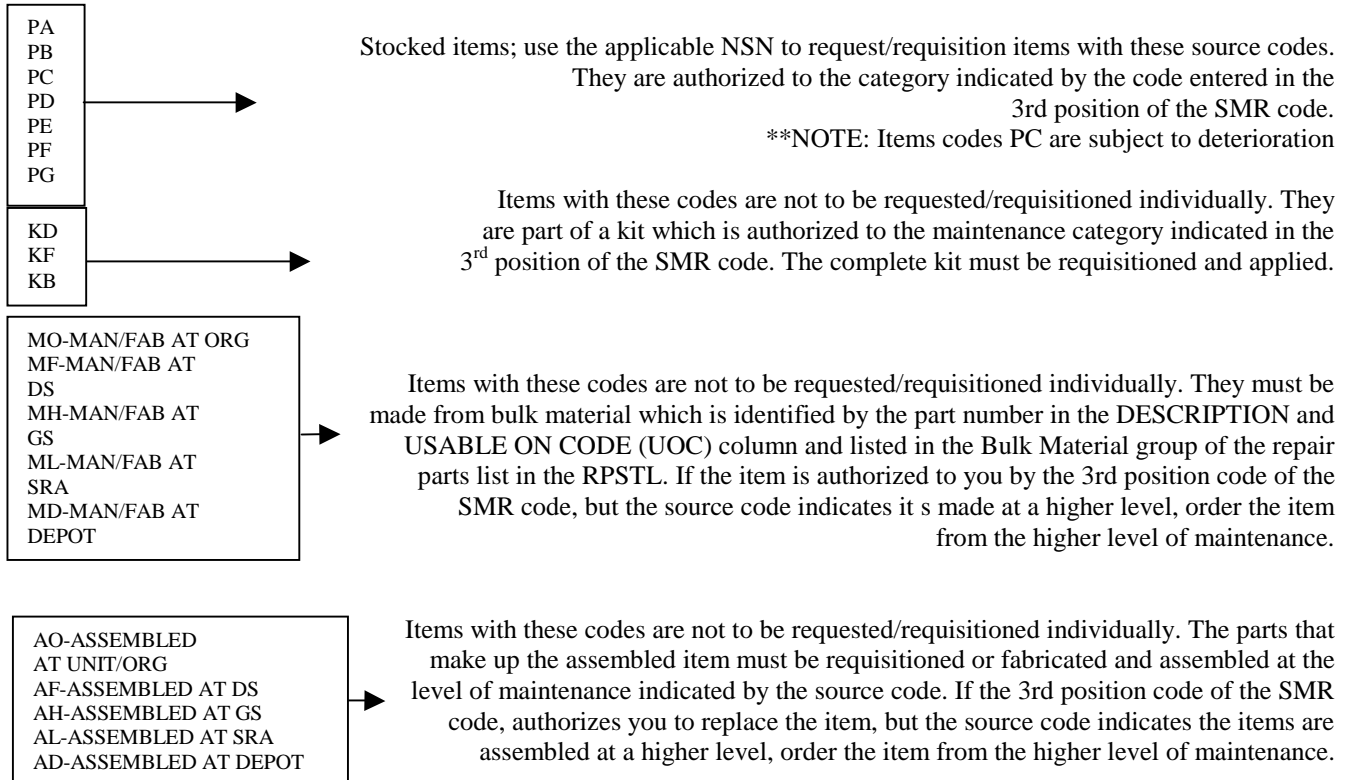 PA
PB
PC
PD
PE
PF
PG
Stocked items; use the applicable NSN to request/requisition items with these source codes.
They are authorized to the category indicated by the code entered in the
3rd position of the SMR code.
**NOTE: Items codes PC are subject to deterioration
KD
KF
KB
Items with these codes are not to be requested/requisitioned individually. They
are part of a kit which is authorized to the maintenance category indicated in the
3rd position of the SMR code. The complete kit must be requisitioned and applied.
MO-MAN/FAB AT ORG
MF-MAN/FAB AT
DS
MH-MAN/FAB AT
GS
ML-MAN/FAB AT
SRA
MD-MAN/FAB AT
DEPOT
Items with these codes are not to be requested/requisitioned individually. They must be
made from bulk material which is identified by the part number in the DESCRIPTION and
USABLE ON CODE (UOC) column and listed in the Bulk Material group of the repair
parts list in the RPSTL. If the item is authorized to you by the 3rd position code of the
SMR code, but the source code indicates it s made at a higher level, order the item
from the higher level of maintenance.
AO-ASSEMBLED
AT UNIT/ORG
AF-ASSEMBLED AT DS
AH-ASSEMBLED AT GS
AL-ASSEMBLED AT SRA
AD-ASSEMBLED AT DEPOT
Items with these codes are not to be requested/requisitioned individually. The parts that
make up the assembled item must be requisitioned or fabricated and assembled at the
level of maintenance indicated by the source code. If the 3rd position code of the SMR
code, authorizes you to replace the item, but the source code indicates the items are
assembled at a higher level, order the item from the higher level of maintenance.